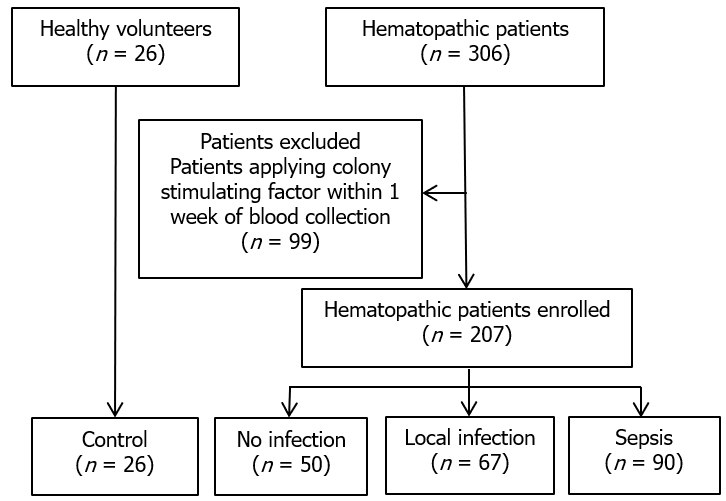 Healthy volunteers
(n = 26)
Hematopathic patients
(n = 306)
Patients excluded
Patients applying colony
stimulating factor within 1
week of blood collection
(n = 99)
Hematopathic patients enrolled
(n = 207)
Control
(n = 26)
No infection
(n = 50)
Local infection
(n = 67)
Sepsis
(n = 90)